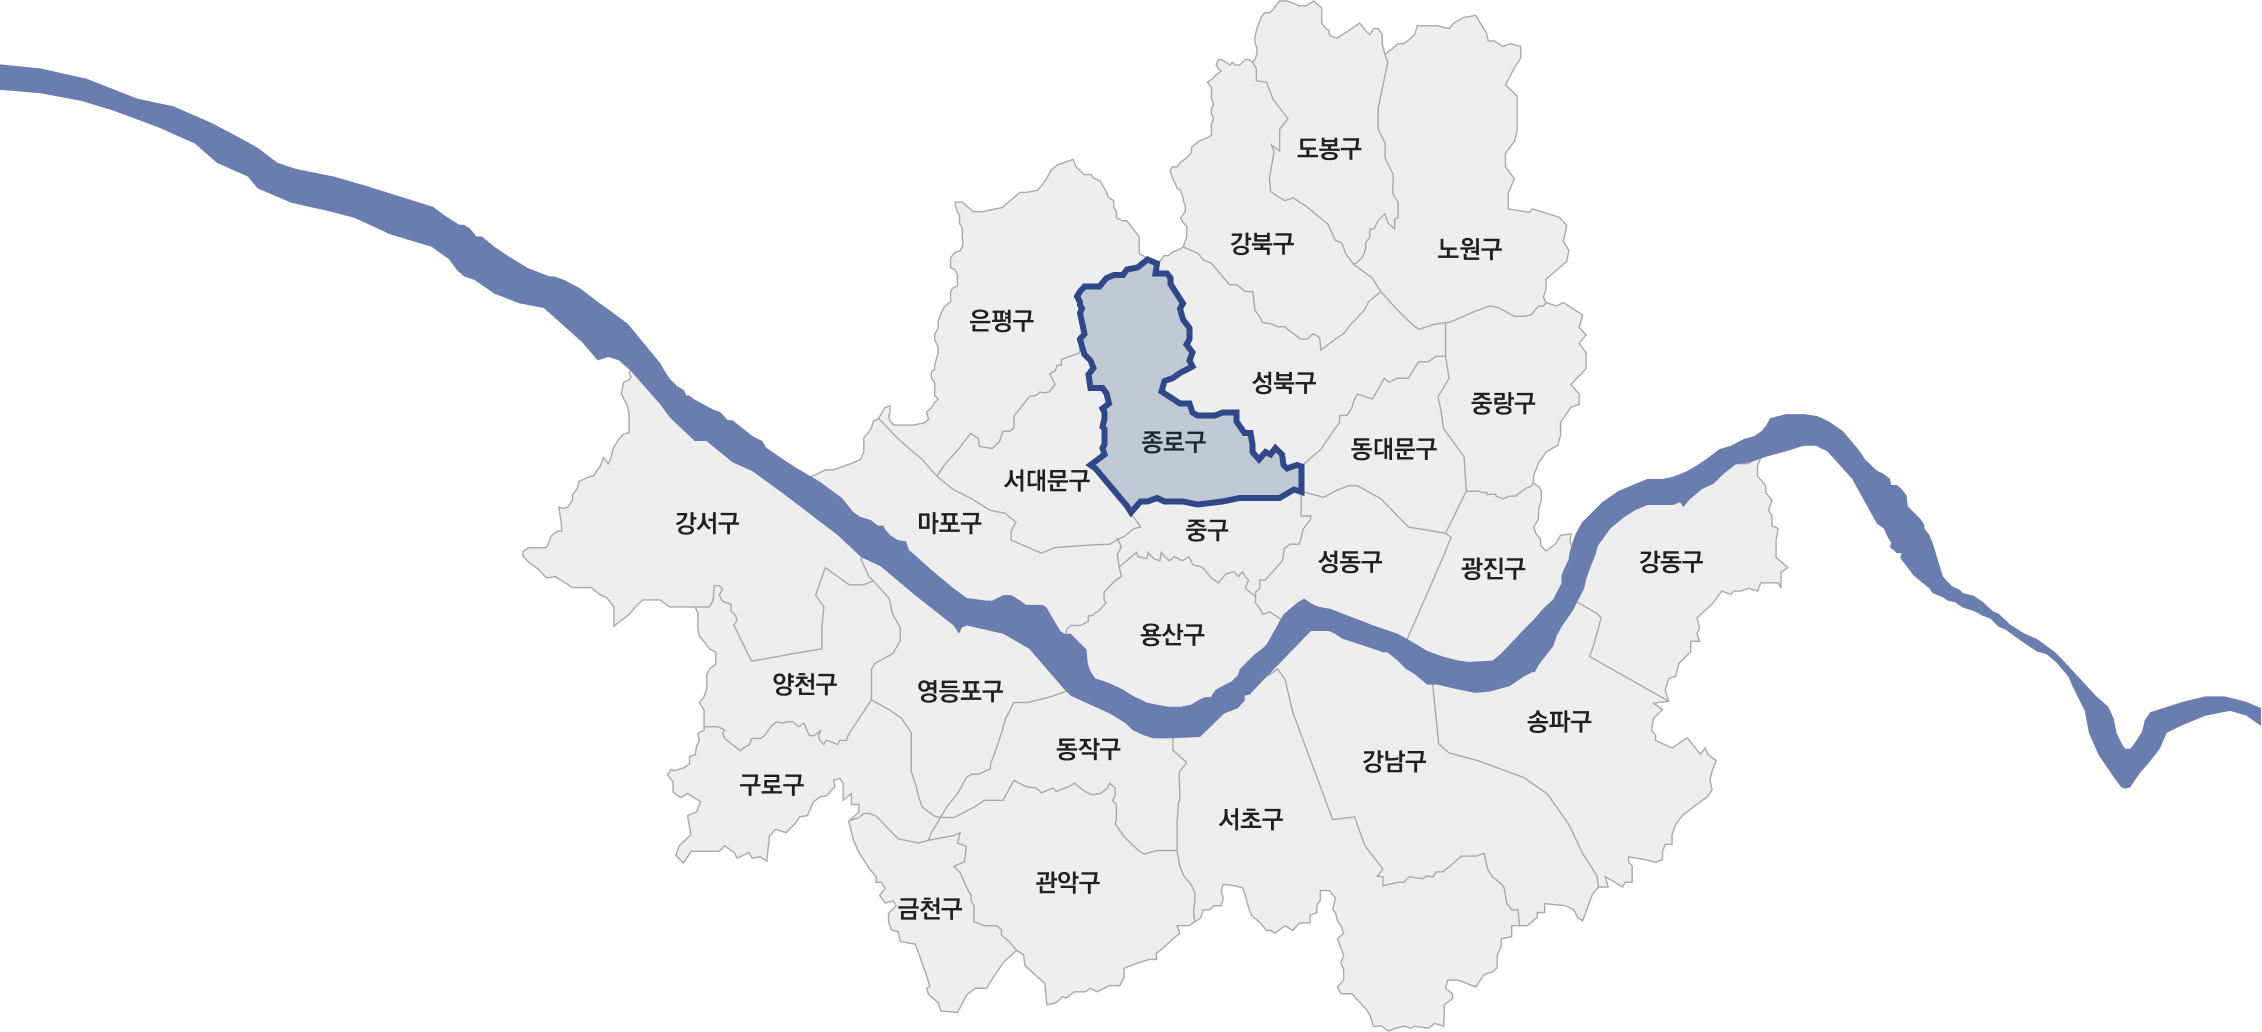 도봉구
강북구
노원구
은평구
성북구
중랑구
종로구
동대문구
서대문구
강서구
마포구
중구
성동구
광진구
강동구
용산구
양천구
영등포구
송파구
동작구
강남구
구로구
서초구
관악구
금천구